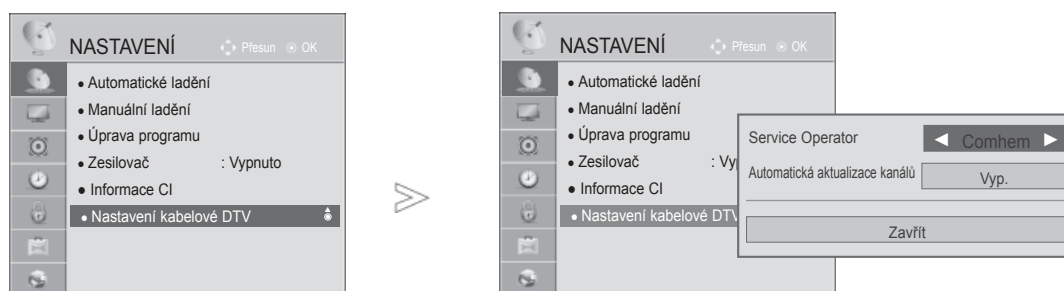 NASTAVENÍ Přesun OK
• Automatické ladění
• Manuální ladění
• Úprava programu
• Zesilovač : Vypnuto
• Informace CI
• Nastavení kabelové DTV
NASTAVENÍ Přesun OK
• Automatické ladění
• Manuální ladění
• Úprava programu
• Zesilovač : Vy
• Informace CI
• Nastavení kabelové DTV
Service Operator ◄ Comhem ►
Automatická aktualizace kanálů Vyp.
Zavřít